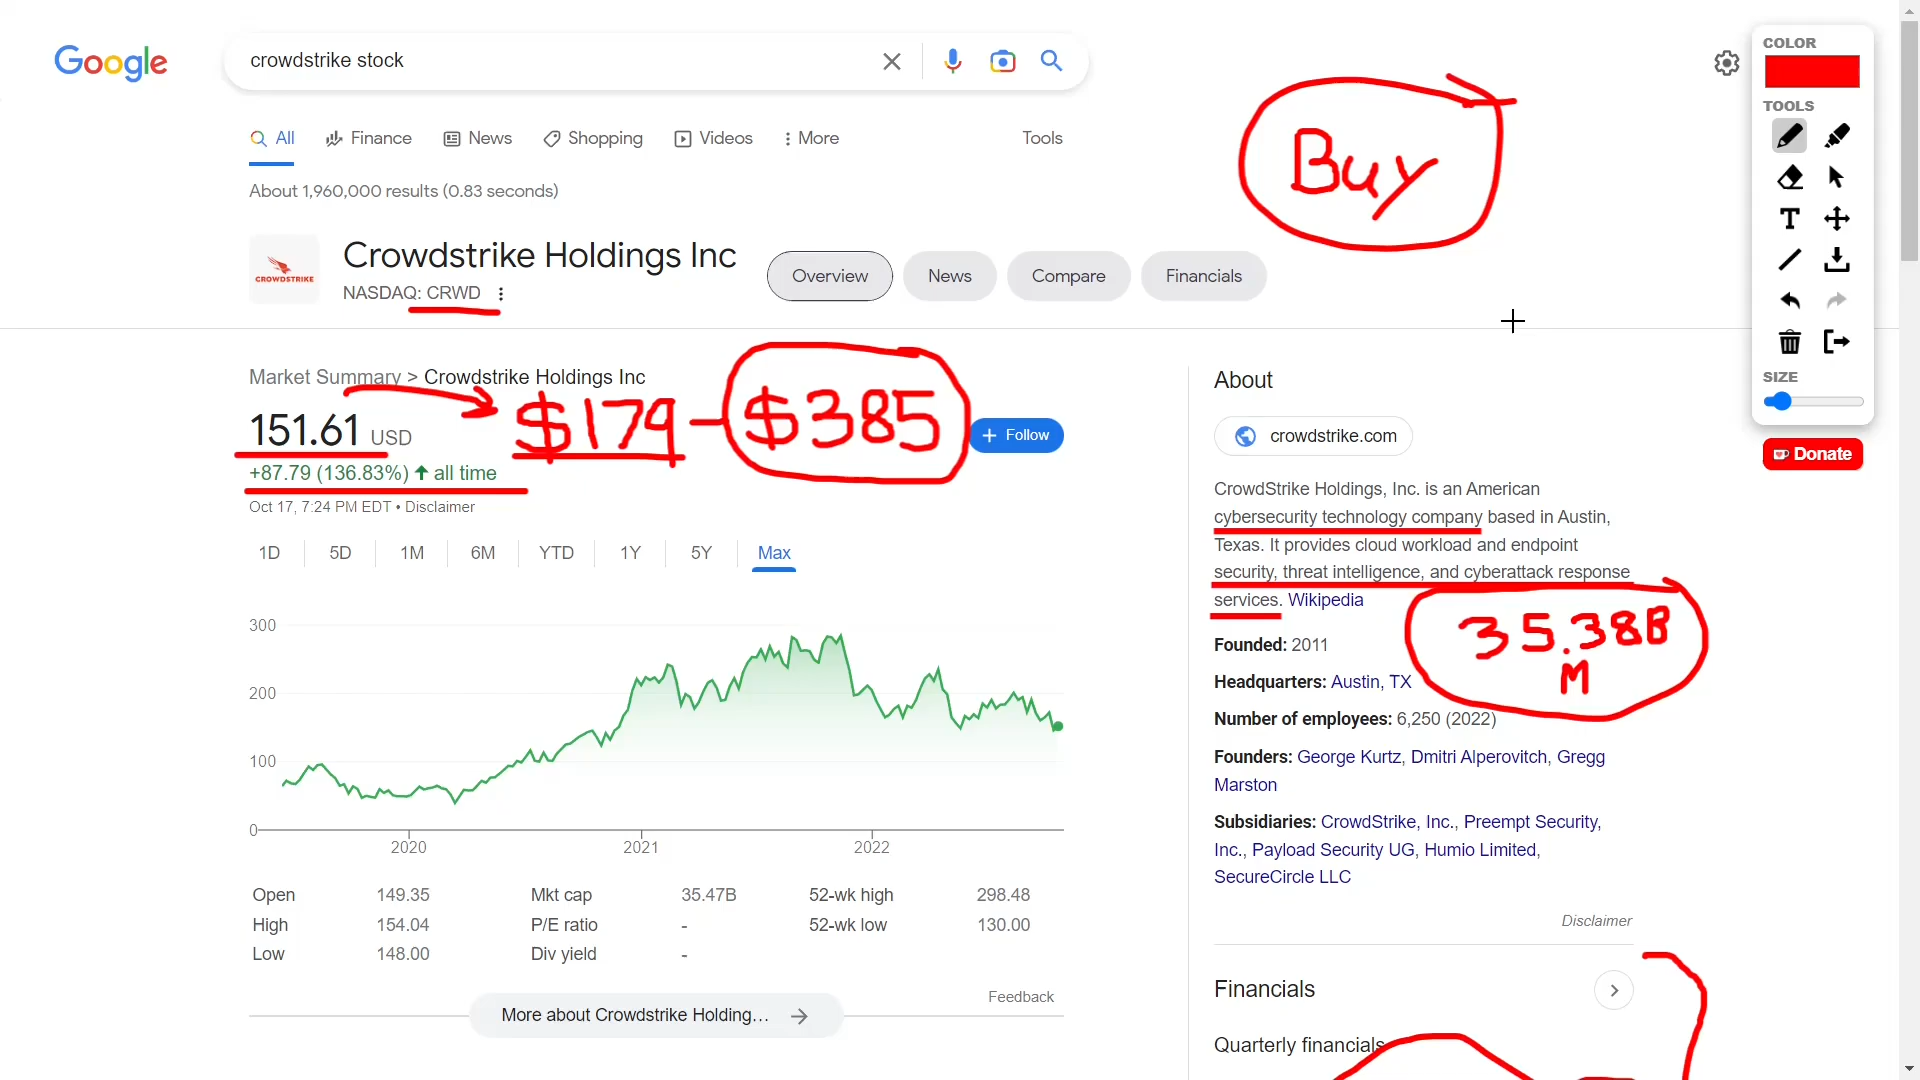 Google
crowdstrike stock
All Finance News Shopping Videos More Tools
About 1,960,000 results (0.83 seconds)
Buy
COLOR
TOOLS
T
SIZE
Donate
CROWDSTRIKE
Crowdstrike Holdings Inc
NASDAQ: CRWD
Overview News Compare Financials
Market Summary > Crowdstrike Holdings Inc
151.61 USD
$179 - $385
+ Follow
+87.79 (136.83%) ↑ all time
Oct 17, 7:24 PM EDT • Disclaimer
1D 5D 1M 6M YTD 1Y 5Y Max
300
200
100
0
2020 2021 2022
Open 149.35 Mkt cap 35.47B 52-wk high 298.48
High 154.04 P/E ratio - 52-wk low 130.00
Low 148.00 Div yield -
Feedback
More about Crowdstrike Holding… →
About
crowdstrike.com
CrowdStrike Holdings, Inc. is an American
cybersecurity technology company based in Austin,
Texas. It provides cloud workload and endpoint
security, threat intelligence, and cyberattack response
services. Wikipedia
35.38B
M
Founded: 2011
Headquarters: Austin, TX
Number of employees: 6,250 (2022)
Founders: George Kurtz, Dmitri Alperovitch, Gregg
Marston
Subsidiaries: CrowdStrike, Inc., Preempt Security,
Inc., Payload Security UG, Humio Limited,
SecureCircle LLC
Disclaimer
Financials
Quarterly financials